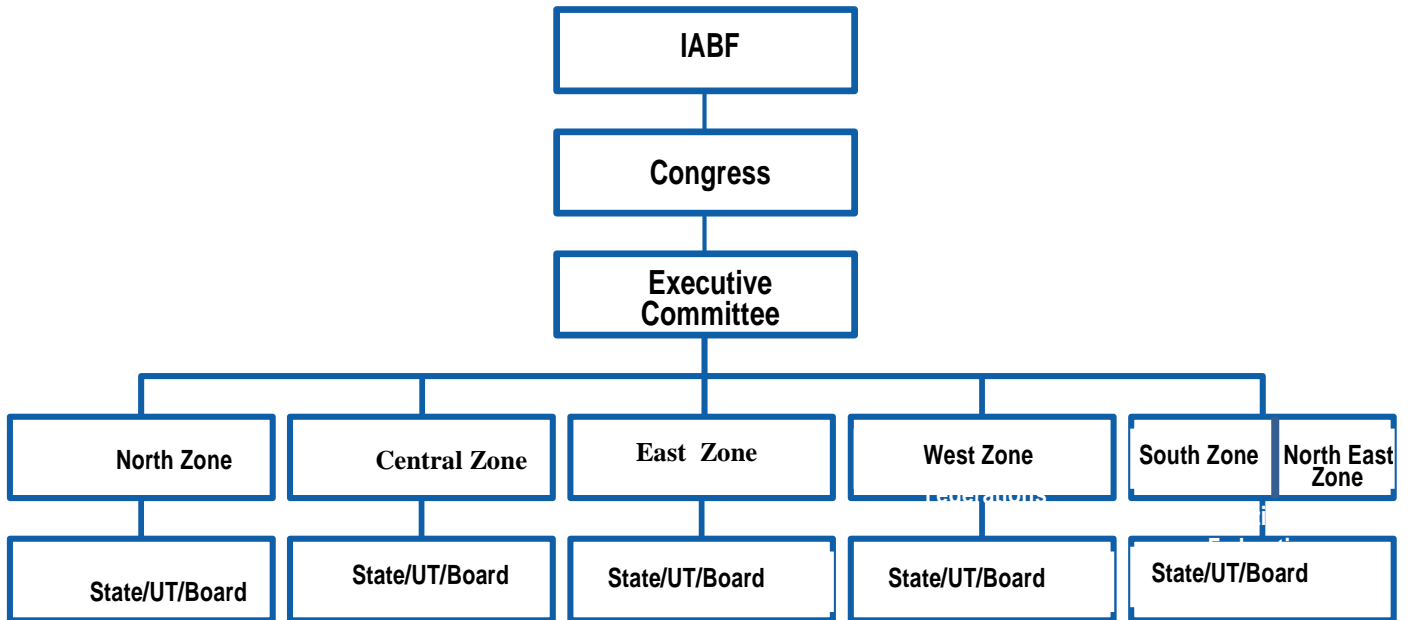 IABF
Congress
Executive
Committee
North Zone
Central Zone
East Zone
West Zone
South Zone
North East
Zone
State/UT/Board
State/UT/Board
State/UT/Board
State/UT/Board
State/UT/Board